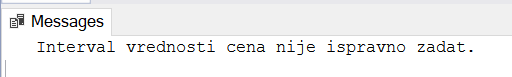 Messages
Interval vrednosti cena nije ispravno zadat.